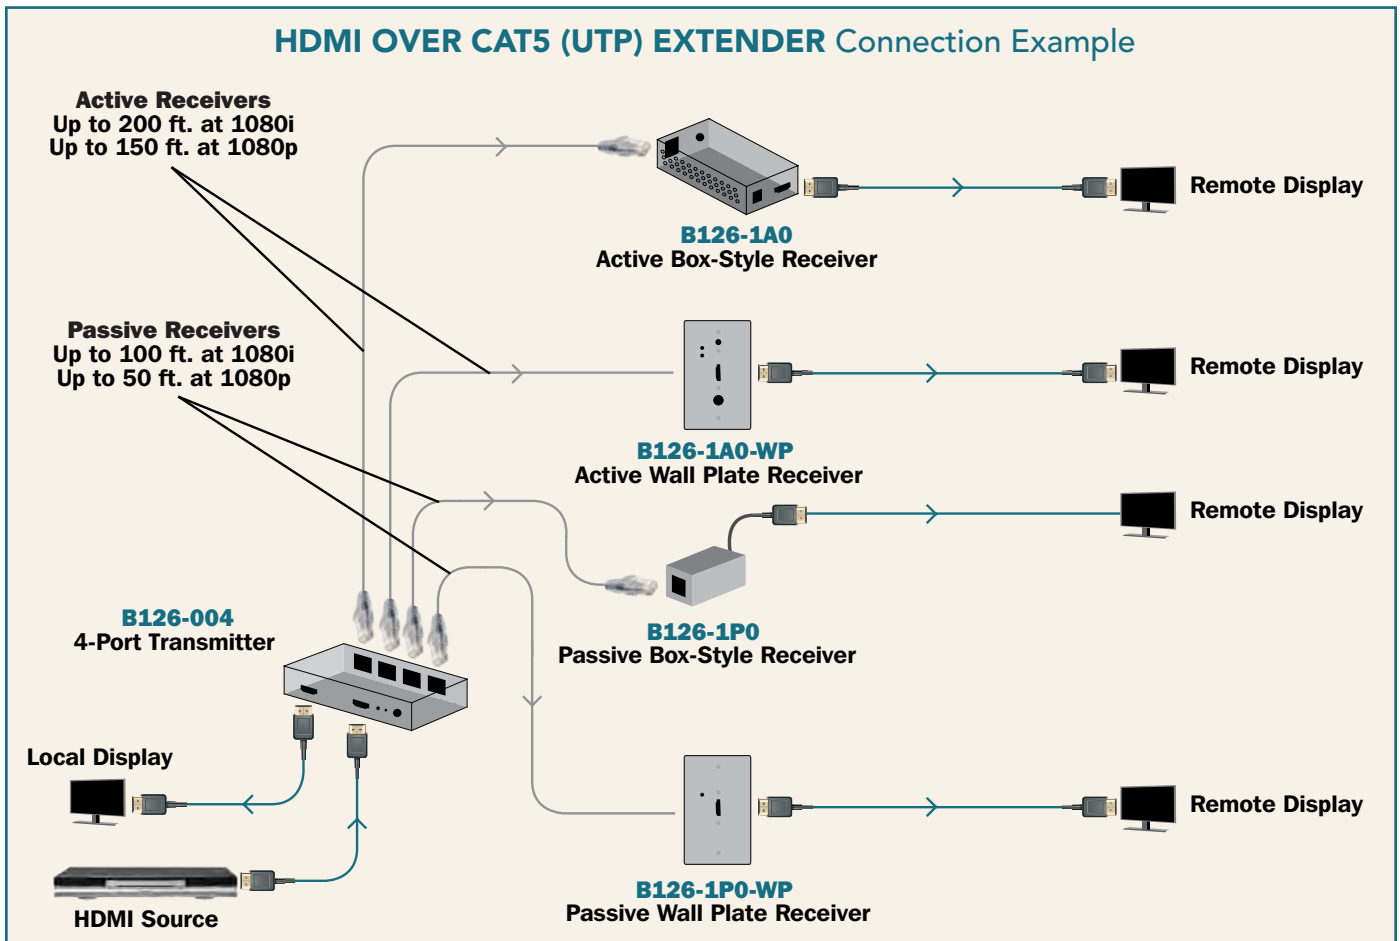 HDMI OVER CAT5 (UTP) EXTENDER Connection Example
Active Receivers
Up to 200 ft. at 1080i
Up to 150 ft. at 1080p
Remote Display
B126-1A0
Active Box-Style Receiver
Passive Receivers
Up to 100 ft. at 1080i
Up to 50 ft. at 1080p
Remote Display
B126-1A0-WP
Active Wall Plate Receiver
Remote Display
B126-004
4-Port Transmitter
B126-1P0
Passive Box-Style Receiver
Local Display
Remote Display
HDMI Source
B126-1P0-WP
Passive Wall Plate Receiver